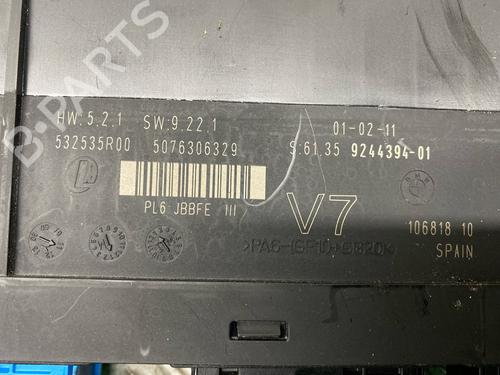 HW:5.2.1 SW:9.22.1 01-02-11
532535R00 5076306329 S:61.35 9244394-01
PL6 JBBFE III
V7
106818 10
>PA6-(GF10+GB20)<
SPAIN
B-PARTS